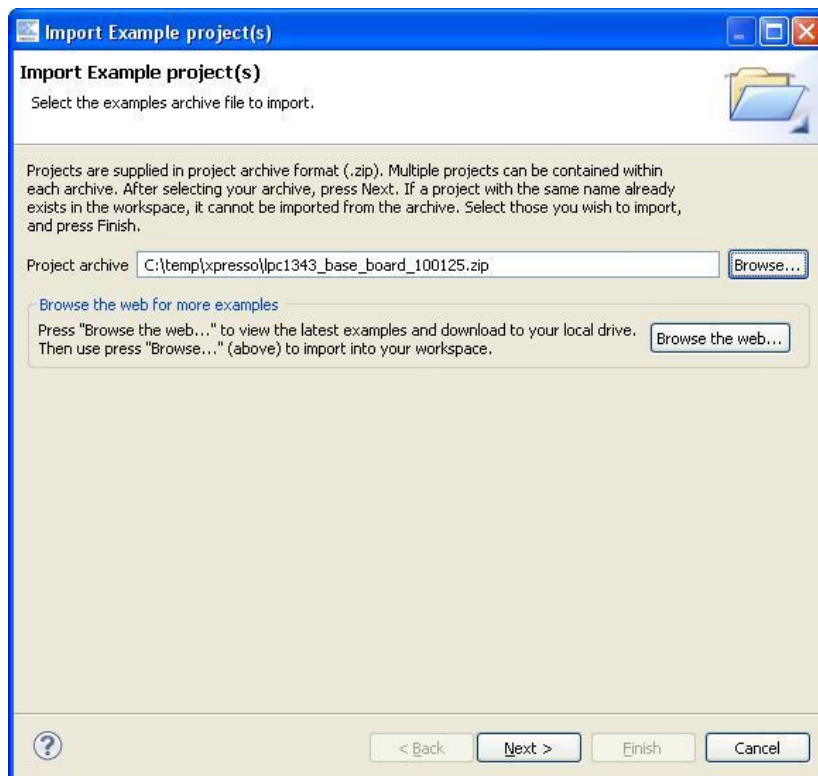 Import Example project(s)
Import Example project(s)
Select the examples archive file to import.
Projects are supplied in project archive format (.zip). Multiple projects can be contained within
each archive. After selecting your archive, press Next. If a project with the same name already
exists in the workspace, it cannot be imported from the archive. Select those you wish to import,
and press Finish.
Project archive C:\temp\xpresso\lpc1343_base_board_100125.zip Browse...
Browse the web for more examples
Press "Browse the web..." to view the latest examples and download to your local drive.
Then use press "Browse..." (above) to import into your workspace.
Browse the web...
? < Back Next > Finish Cancel